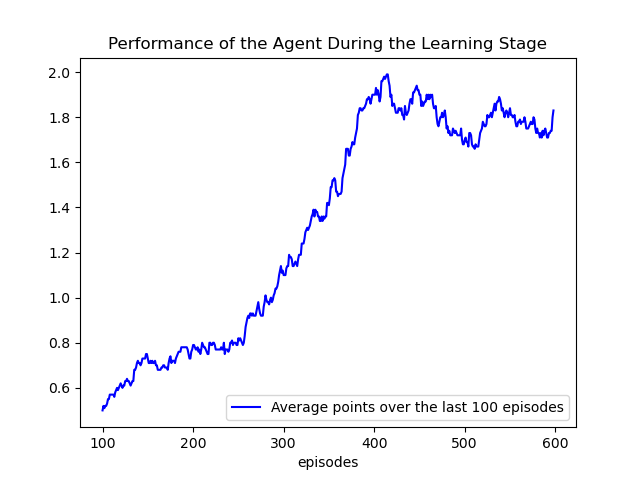 Performance of the Agent During the Learning Stage
2.0
1.8
1.6
1.4
1.2
1.0
0.8
0.6
Average points over the last 100 episodes
100 200 300 400 500 600
episodes